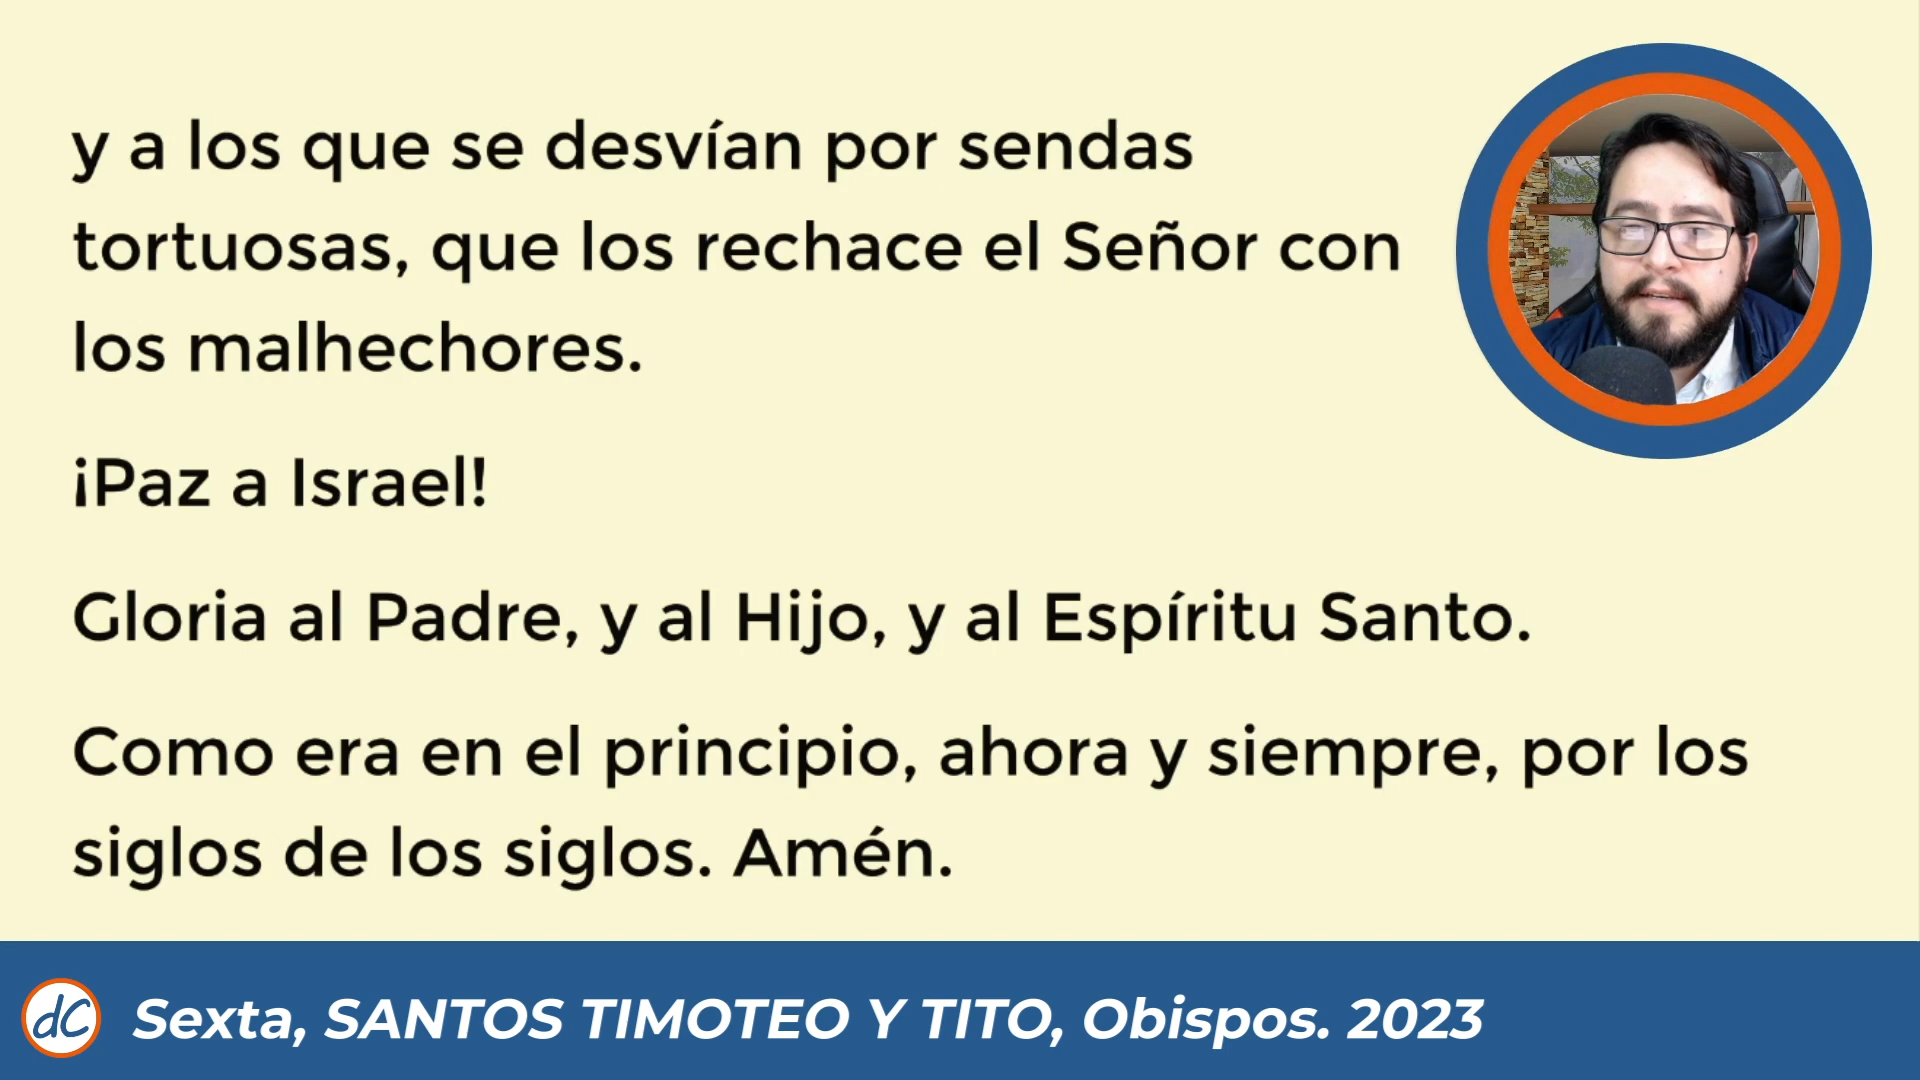 y a los que se desvían por sendas
tortuosas, que los rechace el Señor con
los malhechores.
¡Paz a Israel!
Gloria al Padre, y al Hijo, y al Espíritu Santo.
Como era en el principio, ahora y siempre, por los
siglos de los siglos. Amén.
dC Sexta, SANTOS TIMOTEO Y TITO, Obispos. 2023